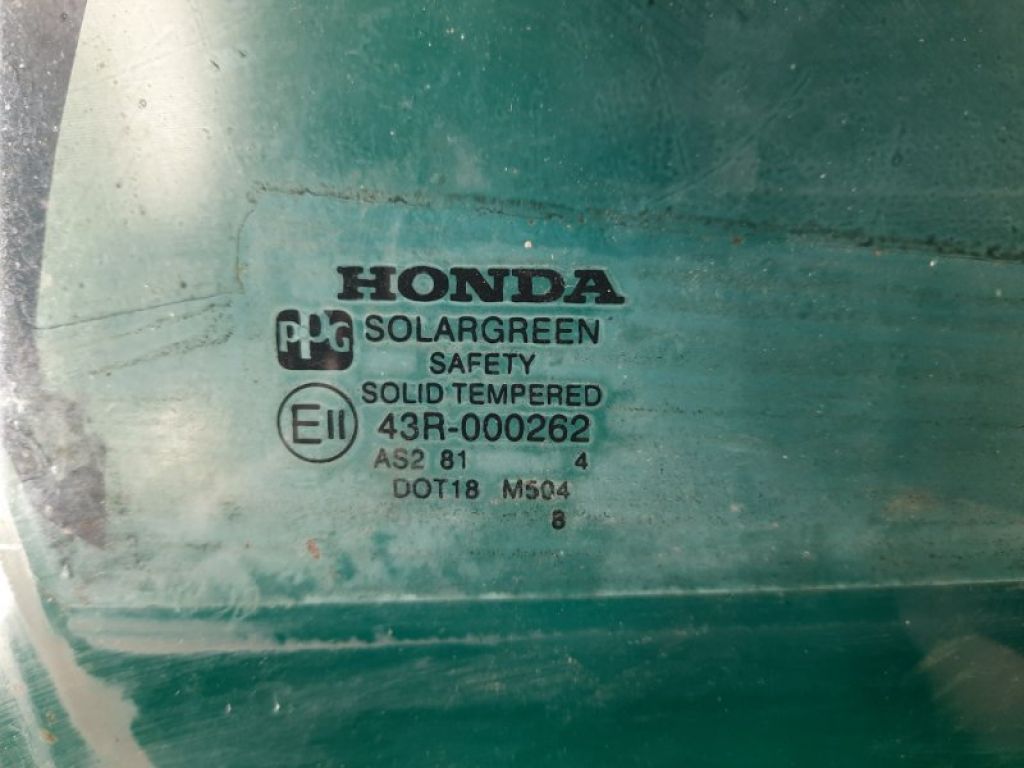 HONDA
PPG SOLARGREEN
SAFETY
SOLID TEMPERED
E11 43R-000262
AS2 81 4
DOT18 M504
8